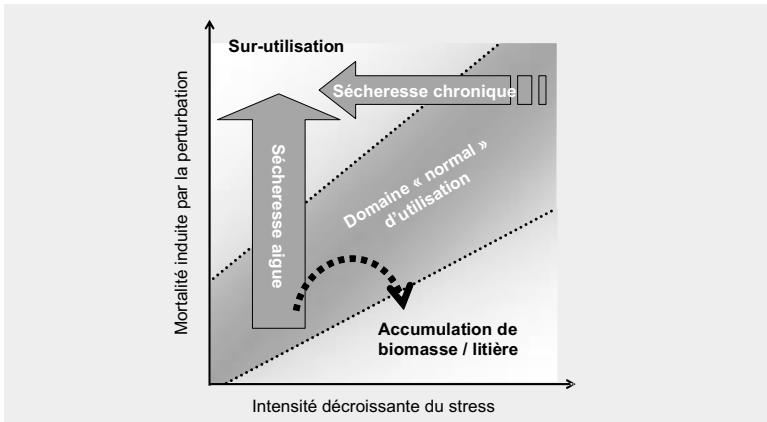 Sur-utilisation
Sécheresse chronique
Mortalité induite par la perturbation
Sécheresse aigue
Domaine « normal »
d'utilisation
Accumulation de
biomasse / litière
Intensité décroissante du stress